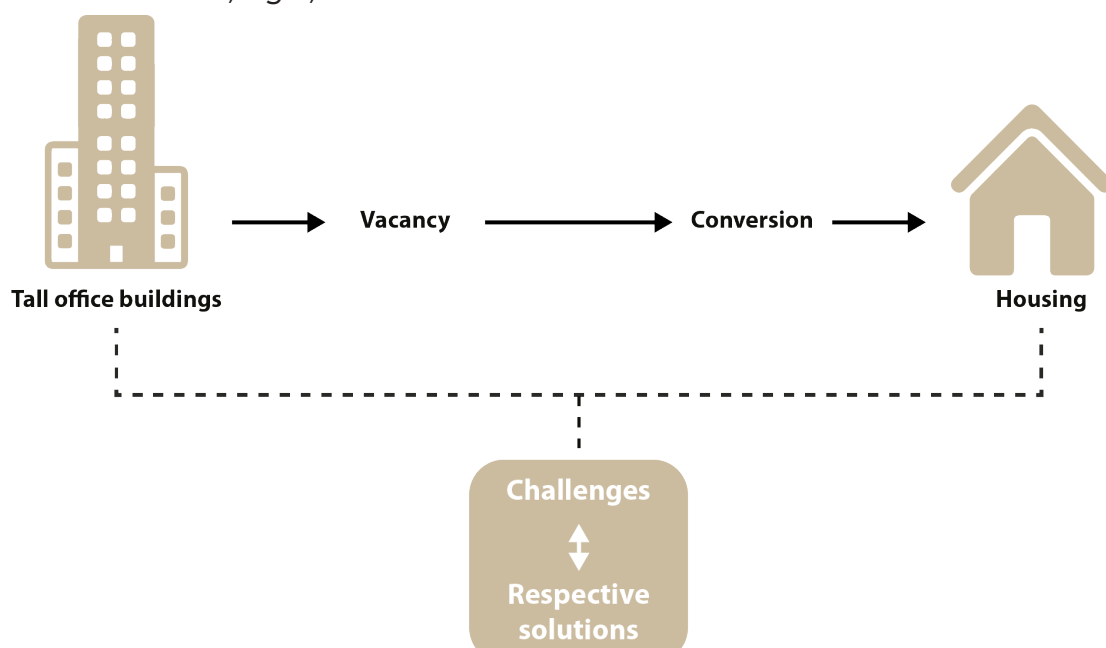 Vacancy
Conversion
Tall office buildings
Housing
Challenges
Respective
solutions